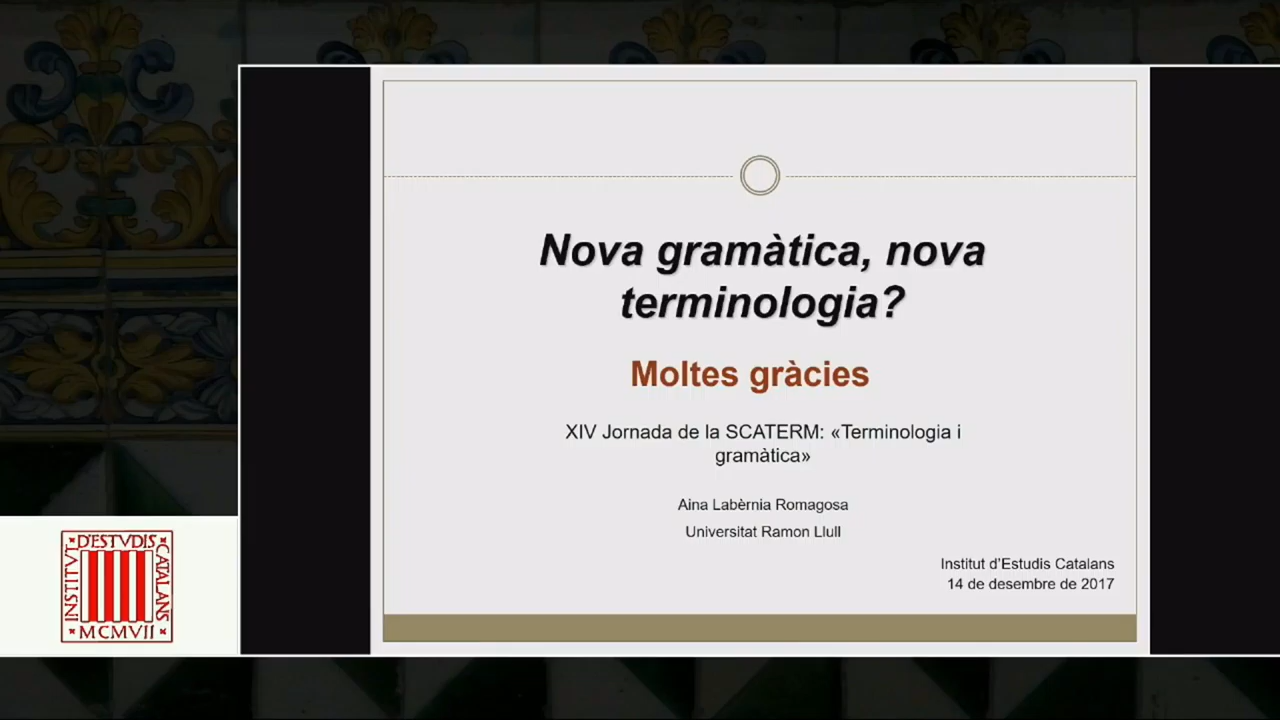 Nova gramàtica, nova
terminologia?
Moltes gràcies
XIV Jornada de la SCATERM: «Terminologia i
gramàtica»
Aina Labèrnia Romagosa
Universitat Ramon Llull
Institut d'Estudis Catalans
14 de desembre de 2017
INSTITVT
D'ESTVDIS
CATALANS
MCMVII